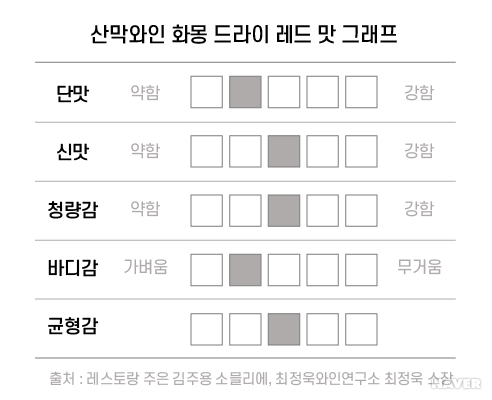 산막와인 화몽 드라이 레드 맛 그래프
단맛 약함 강함
신맛 약함 강함
청량감 약함 강함
바디감 가벼움 무거움
균형감
출처 : 레스토랑 주은 김주용 소믈리에, 최정욱와인연구소 최정욱 소장
NAVER